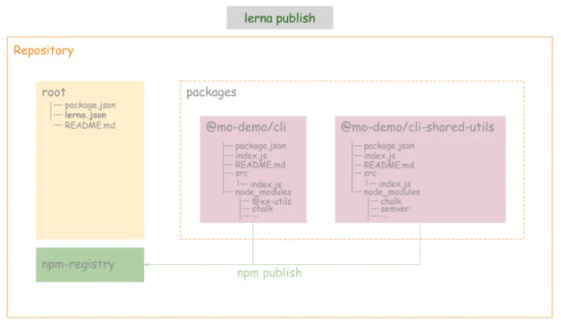 lerna publish
Repository
root
package.json
lerna.json
README.md
packages
@mo-demo/cli
package.json
index.js
README.md
src
index.js
node_modules
@xx-utils
chalk
...
@mo-demo/cli-shared-utils
package.json
index.js
README.md
src
index.js
node_modules
chalk
semver
...
npm-registry
npm publish